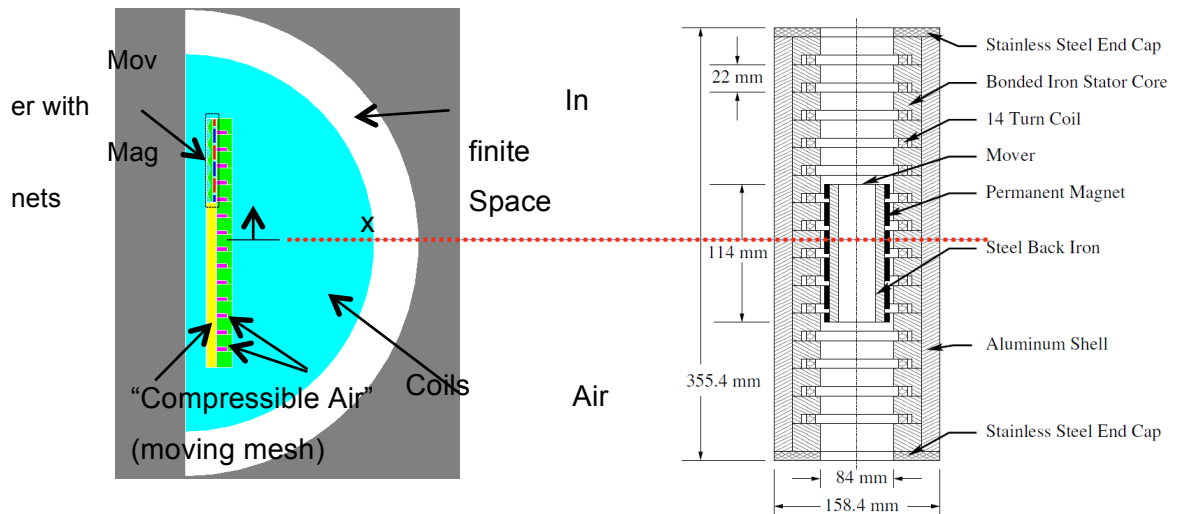 Mov
er with
Mag
nets
In
finite
Space
x
"Compressible Air"
(moving mesh)
Coils
Air
22 mm
114 mm
355.4 mm
84 mm
158.4 mm
Stainless Steel End Cap
Bonded Iron Stator Core
14 Turn Coil
Mover
Permanent Magnet
Steel Back Iron
Aluminum Shell
Stainless Steel End Cap